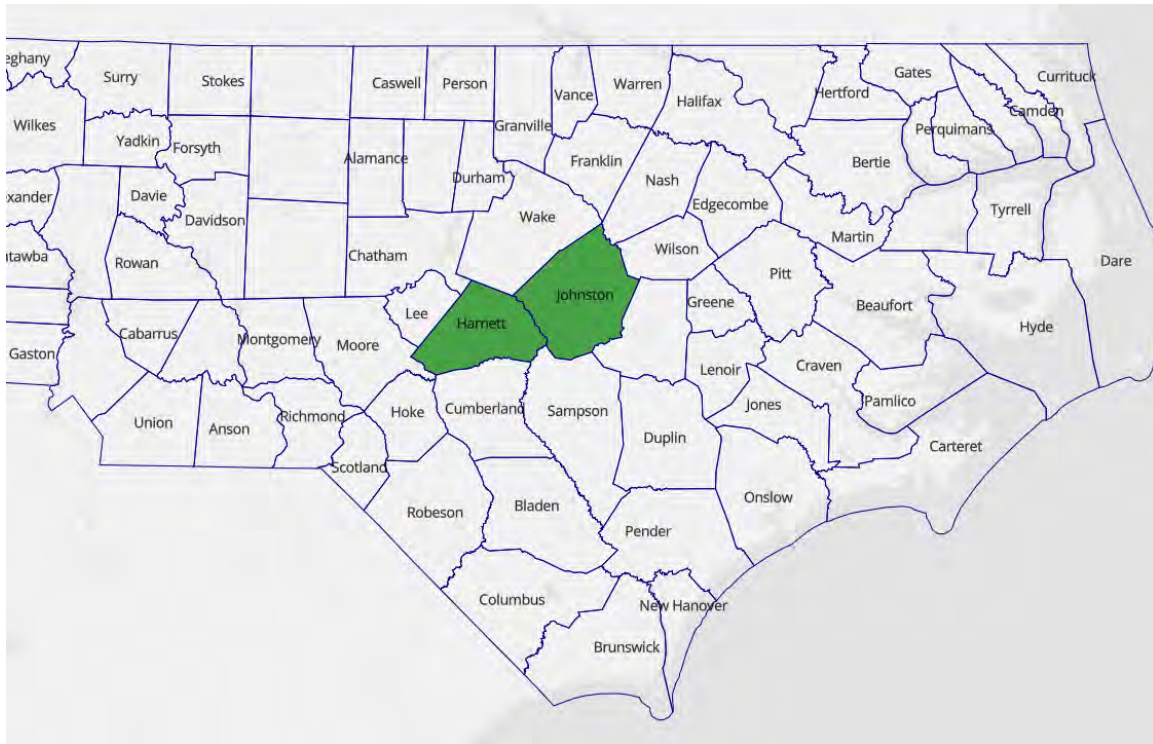 eghany
Surry
Stokes
Caswell
Person
Vance
Warren
Halifax
Hertford
Gates
Currituck
Camden
Wilkes
Yadkin
Forsyth
Alamance
Durham
Granville
Franklin
Nash
Edgecombe
Bertie
Perquimans
xander
Davie
Davidson
Wake
Wilson
Martin
Tyrrell
Dare
tawba
Rowan
Chatham
Johnston
Pitt
Beaufort
Hyde
Gaston
Cabarrus
Montgomery
Moore
Lee
Harnett
Greene
Lenoir
Craven
Pamlico
Union
Anson
Richmond
Scotland
Hoke
Cumberland
Sampson
Duplin
Jones
Carteret
Robeson
Bladen
Pender
Onslow
Columbus
New Hanover
Brunswick